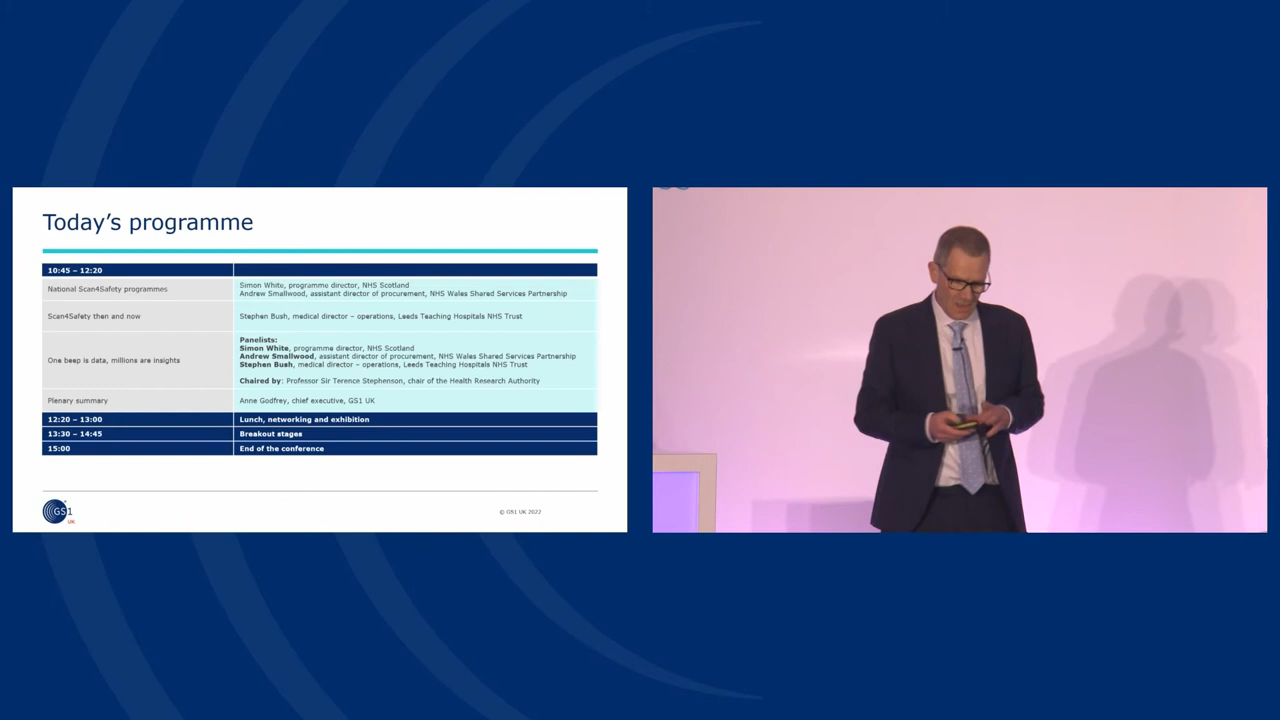 Today's programme
10:45 – 12:20
National Scan4Safety programmes
Simon White, programme director, NHS Scotland
Andrew Smallwood, assistant director of procurement, NHS Wales Shared Services Partnership
Scan4Safety then and now
Stephen Bush, medical director – operations, Leeds Teaching Hospitals NHS Trust
One beep is data, millions are insights
Panelists:
Simon White, programme director, NHS Scotland
Andrew Smallwood, assistant director of procurement, NHS Wales Shared Services Partnership
Stephen Bush, medical director – operations, Leeds Teaching Hospitals NHS Trust
Chaired by: Professor Sir Terence Stephenson, chair of the Health Research Authority
Plenary summary
Anne Godfrey, chief executive, GS1 UK
12:20 – 13:00
Lunch, networking and exhibition
13:30 – 14:45
Breakout stages
15:00
End of the conference
GS1
UK
© GS1 UK 2022